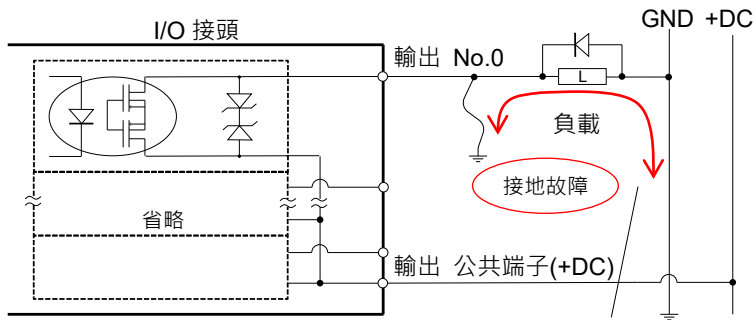 GND +DC
I/O 接頭
輸出 No.0
L
負載
接地故障
省略
輸出 公共端子(+DC)